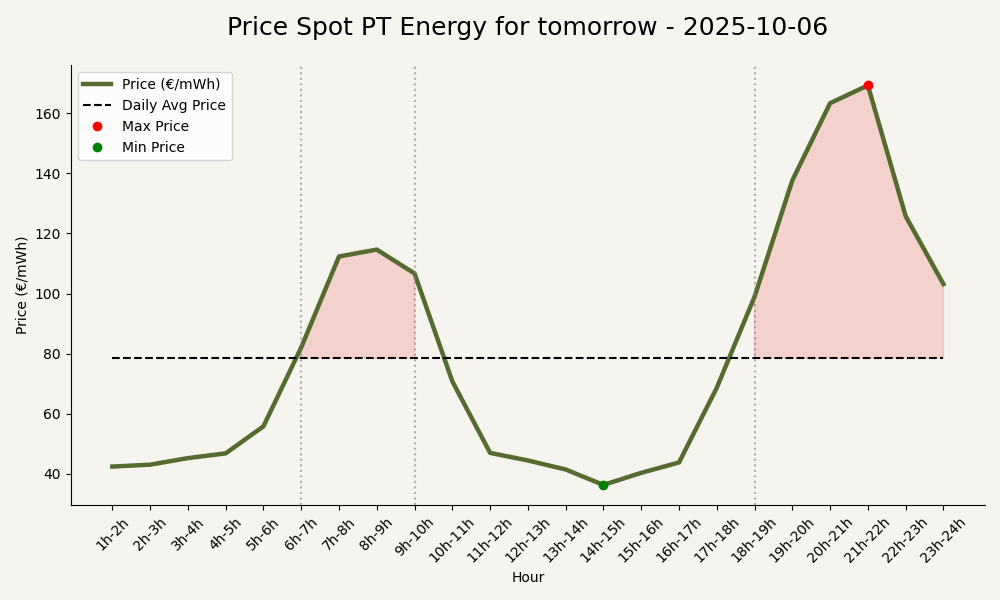 Price Spot PT Energy for tomorrow - 2025-10-06
Price (€/mWh)
Daily Avg Price
Max Price
Min Price
Price (€/mWh)
160
140
120
100
80
60
40
1h-2h
2h-3h
3h-4h
4h-5h
5h-6h
6h-7h
7h-8h
8h-9h
9h-10h
10h-11h
11h-12h
12h-13h
13h-14h
14h-15h
15h-16h
16h-17h
17h-18h
18h-19h
19h-20h
20h-21h
21h-22h
22h-23h
23h-24h
Hour